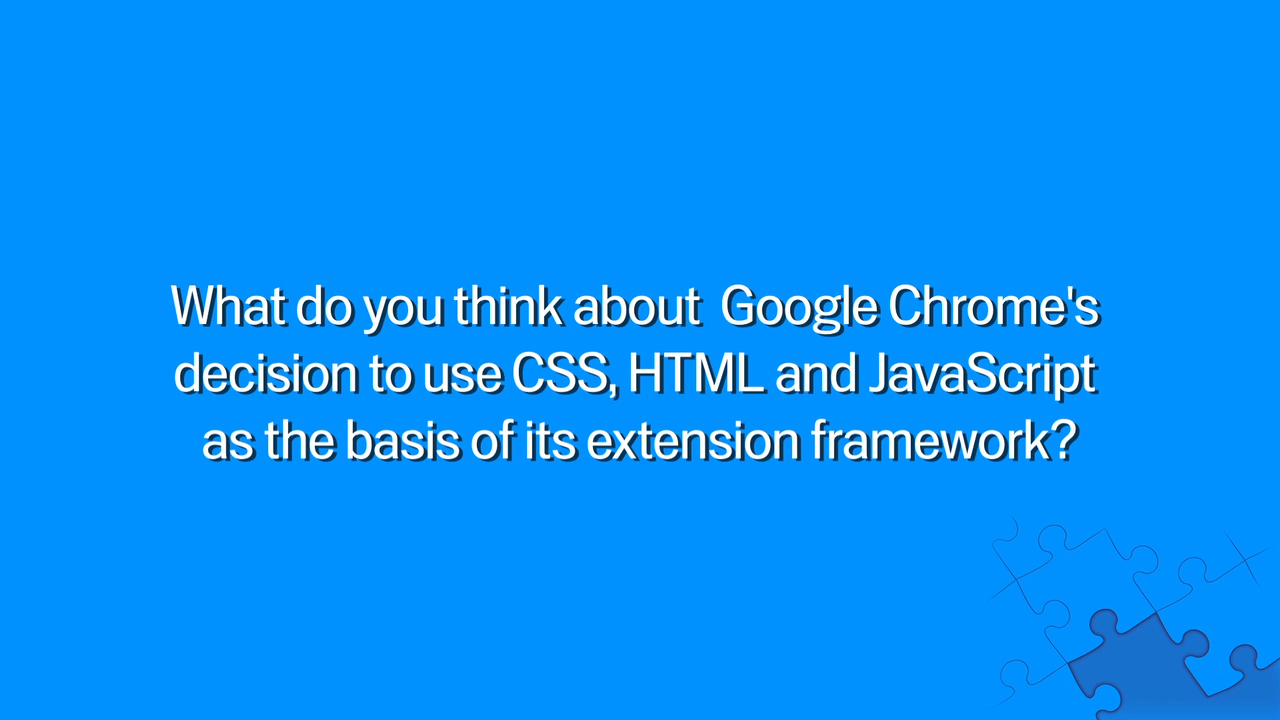 What do you think about  Google Chrome's
decision to use CSS, HTML and JavaScript
as the basis of its extension framework?